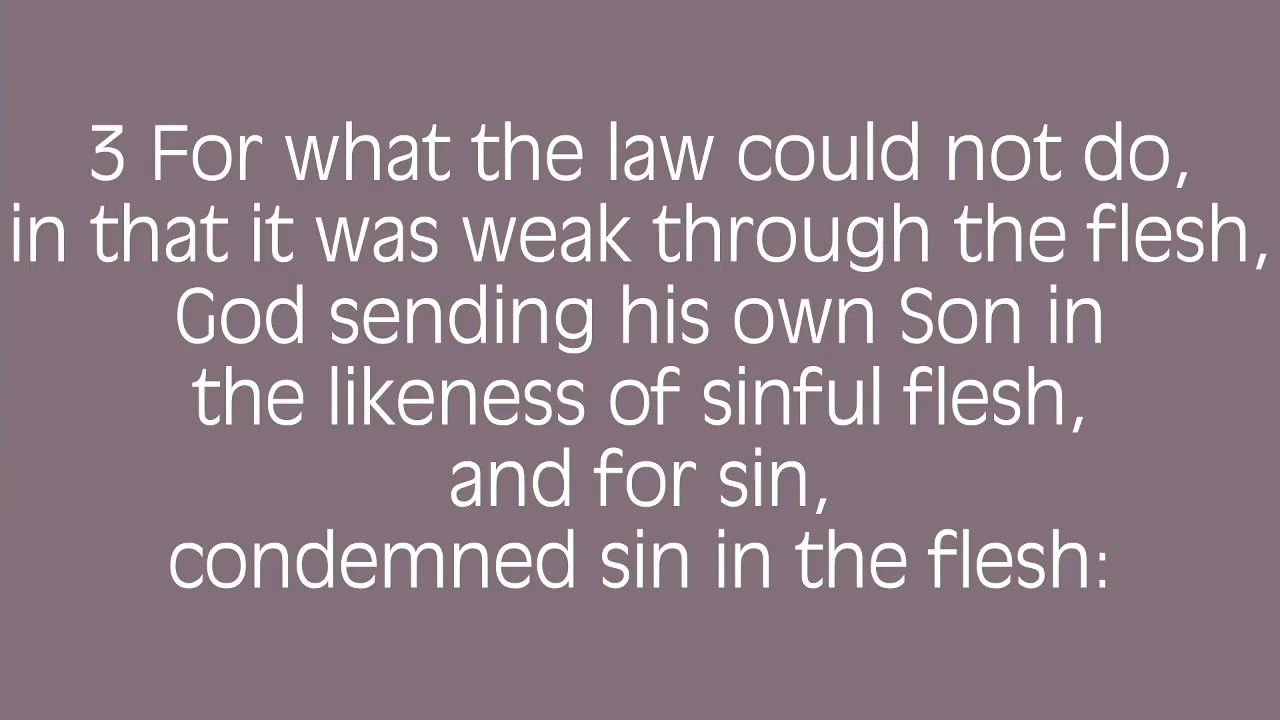 3 For what the law could not do,
in that it was weak through the flesh,
God sending his own Son in
the likeness of sinful flesh,
and for sin,
condemned sin in the flesh: